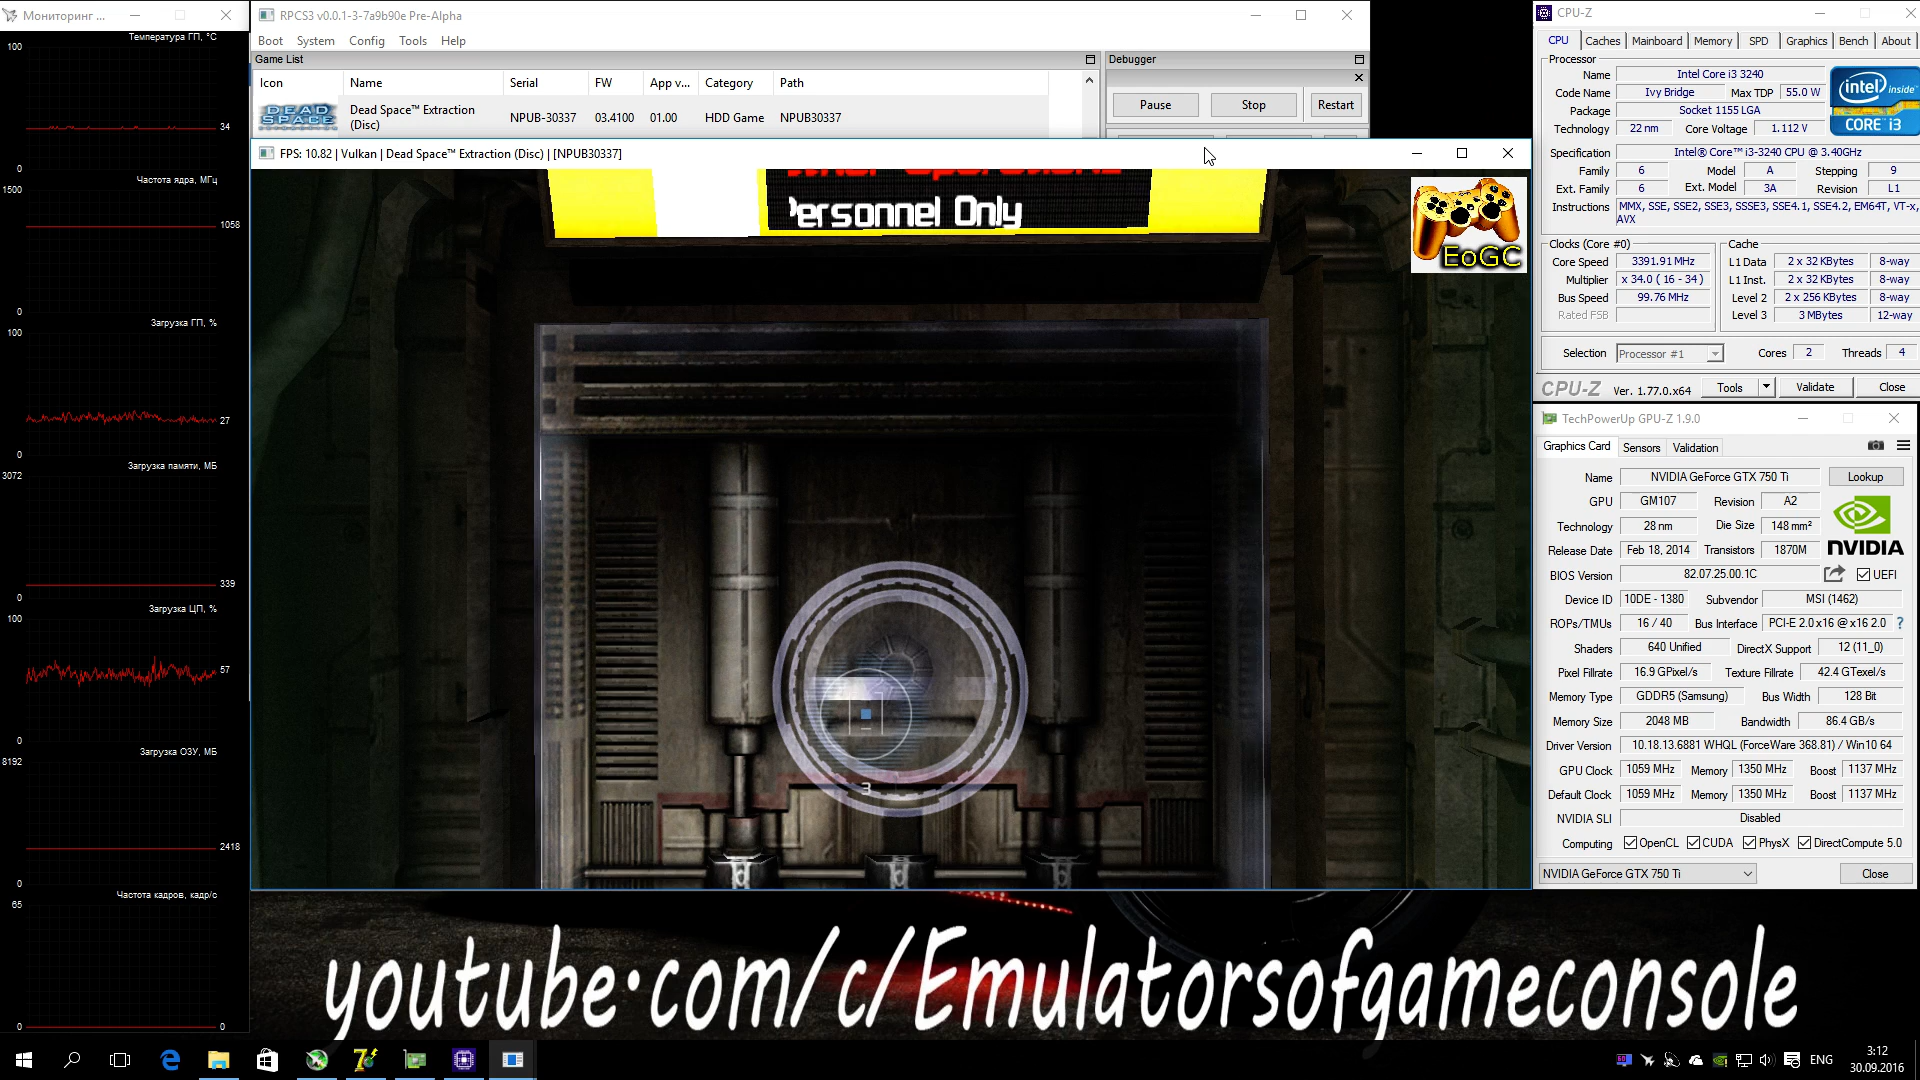 Мониторинг ...
Температура ГП, °C
100
34
0
Частота ядра, МГц
1500
1058
0
Загрузка ГП, %
100
27
0
Загрузка памяти, МБ
3072
339
0
Загрузка ЦП, %
100
57
0
Загрузка ОЗУ, МБ
8192
2418
0
Частота кадров, кадр/с
65
0
0
RPCS3 v0.0.1-3-7a9b90e Pre-Alpha
Boot System Config Tools Help
Game List
Icon Name Serial FW App v... Category Path
DEAD SPACE
Dead Space™ Extraction (Disc) NPUB-30337 03.4100 01.00 HDD Game NPUB30337
Debugger
Pause Stop Restart
FPS: 10.82 | Vulkan | Dead Space™ Extraction (Disc) | [NPUB30337]
Personnel Only
EoGC
3
CPU-Z
CPU Caches Mainboard Memory SPD Graphics Bench About
Processor
Name Intel Core i3 3240
Code Name Ivy Bridge Max TDP 55.0 W
Package Socket 1155 LGA
Technology 22 nm Core Voltage 1.112 V
intel inside™
CORE i3
Specification Intel® Core™ i3-3240 CPU @ 3.40GHz
Family 6 Model A Stepping 9
Ext. Family 6 Ext. Model 3A Revision L1
Instructions MMX, SSE, SSE2, SSE3, SSSE3, SSE4.1, SSE4.2, EM64T, VT-x,
AVX
Clocks (Core #0)
Core Speed 3391.91 MHz
Multiplier x 34.0 ( 16 - 34 )
Bus Speed 99.76 MHz
Rated FSB
Cache
L1 Data 2 x 32 KBytes 8-way
L1 Inst. 2 x 32 KBytes 8-way
Level 2 2 x 256 KBytes 8-way
Level 3 3 MBytes 12-way
Selection Processor #1 Cores 2 Threads 4
CPU-Z Ver. 1.77.0.x64 Tools Validate Close
TechPowerUp GPU-Z 1.9.0
Graphics Card Sensors Validation
Name NVIDIA GeForce GTX 750 Ti Lookup
GPU GM107 Revision A2
Technology 28 nm Die Size 148 mm²
Release Date Feb 18, 2014 Transistors 1870M
NVIDIA
BIOS Version 82.07.25.00.1C UEFI
Device ID 10DE - 1380 Subvendor MSI (1462)
ROPs/TMUs 16 / 40 Bus Interface PCI-E 2.0 x16 @ x16 2.0 ?
Shaders 640 Unified DirectX Support 12 (11_0)
Pixel Fillrate 16.9 GPixel/s Texture Fillrate 42.4 GTexel/s
Memory Type GDDR5 (Samsung) Bus Width 128 Bit
Memory Size 2048 MB Bandwidth 86.4 GB/s
Driver Version 10.18.13.6881 WHQL (ForceWare 368.81) / Win10 64
GPU Clock 1059 MHz Memory 1350 MHz Boost 1137 MHz
Default Clock 1059 MHz Memory 1350 MHz Boost 1137 MHz
NVIDIA SLI Disabled
Computing OpenCL CUDA PhysX DirectCompute 5.0
NVIDIA GeForce GTX 750 Ti Close
youtube.com/c/Emulatorsofgameconsole
ENG
3:12
30.09.2016